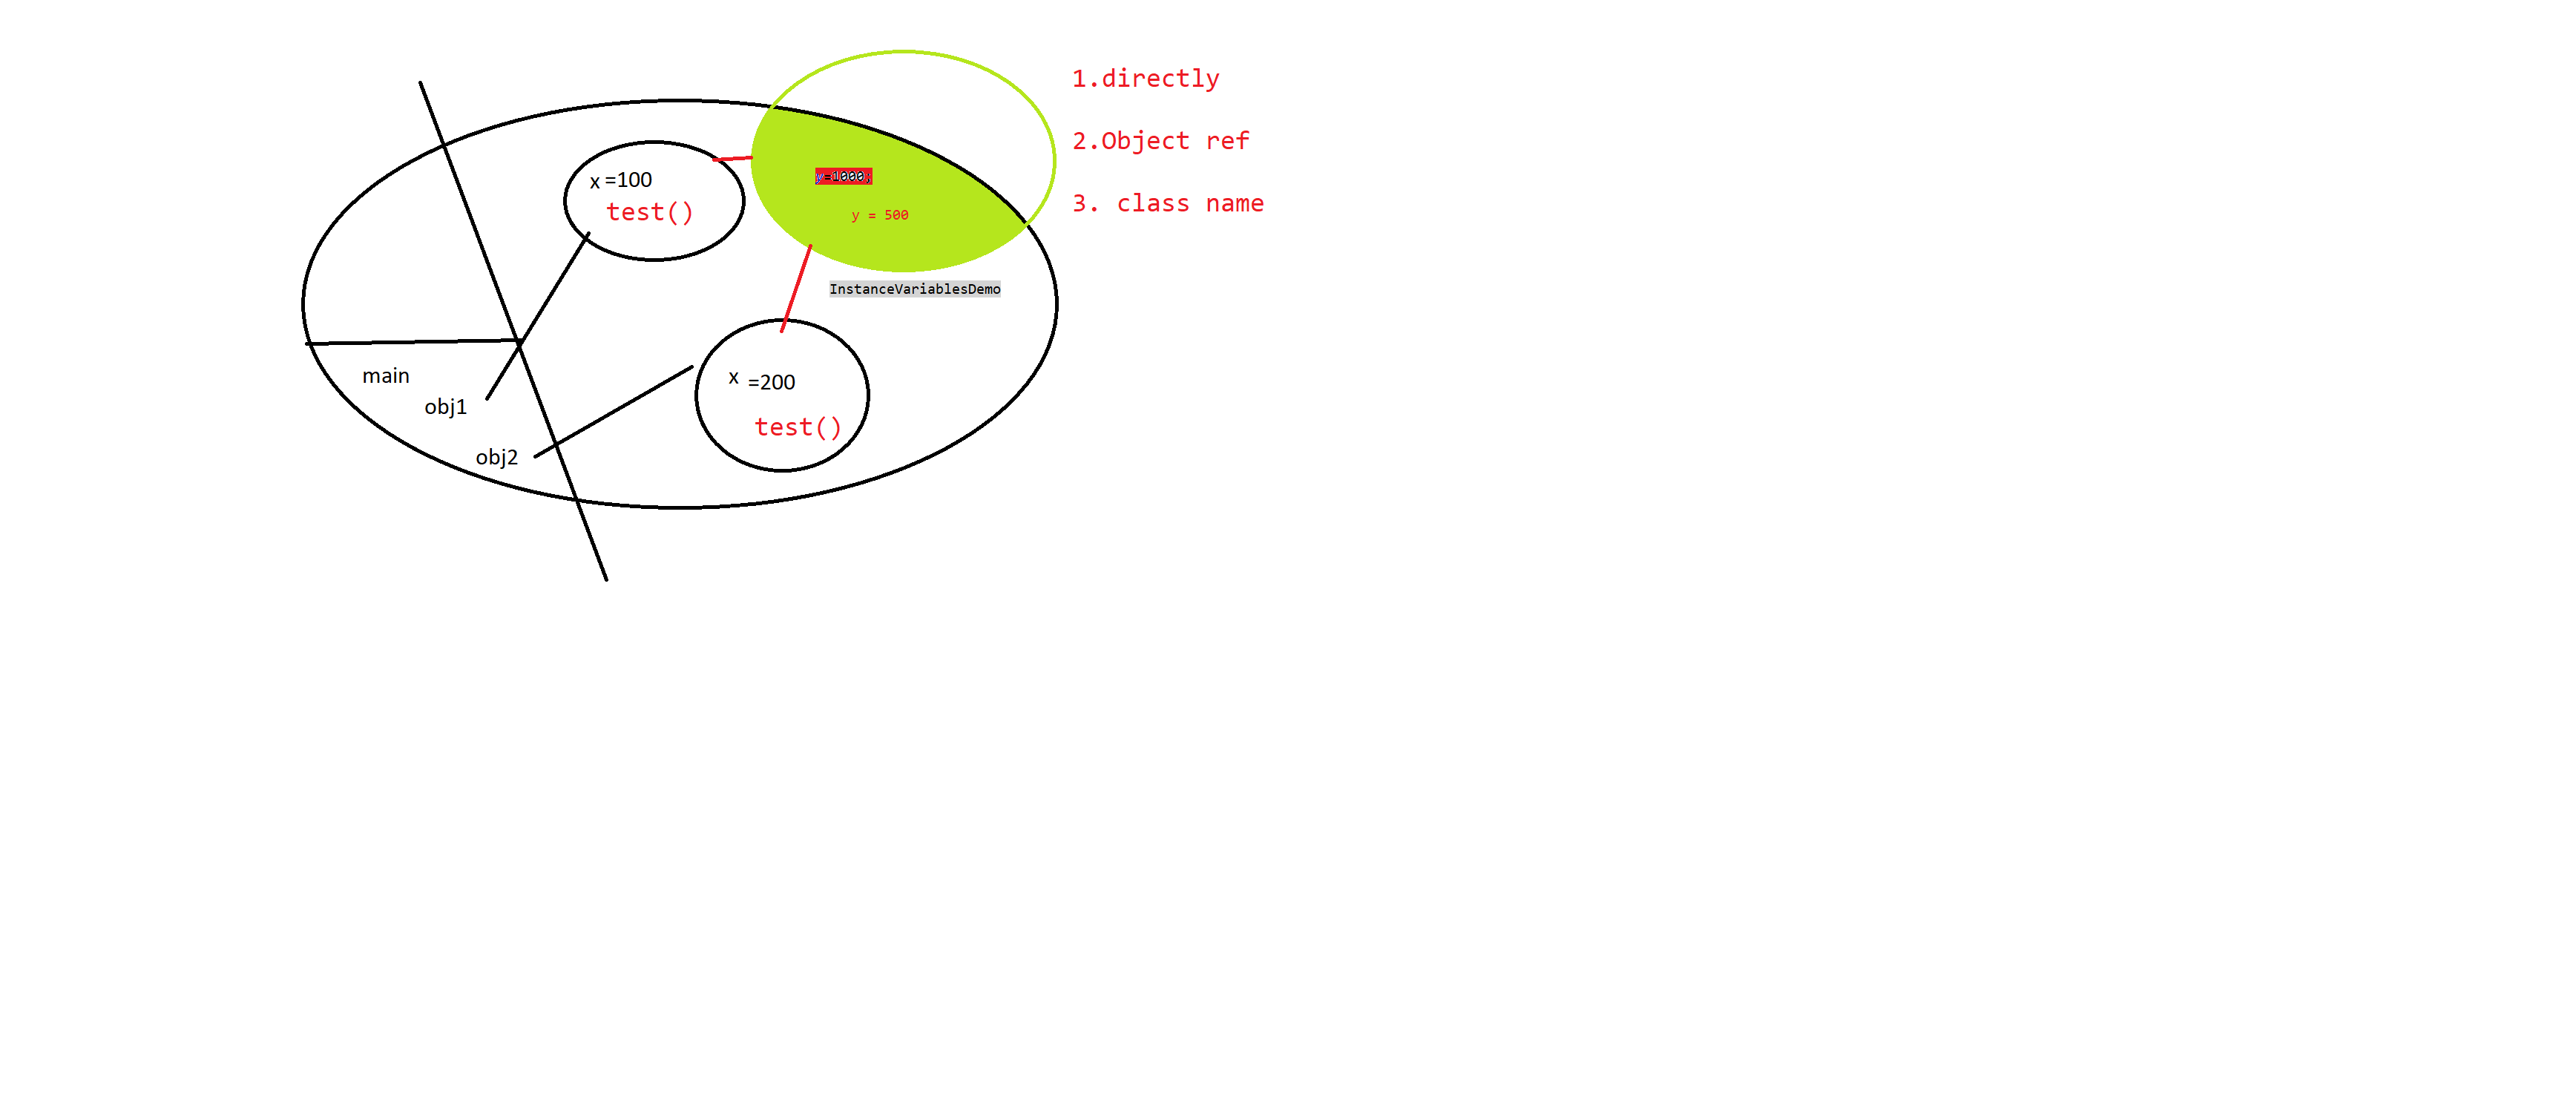 1.directly
2.Object ref
3. class name
x =100
test()
y=1000;
y = 500
InstanceVariablesDemo
main
obj1
obj2
x =200
test()